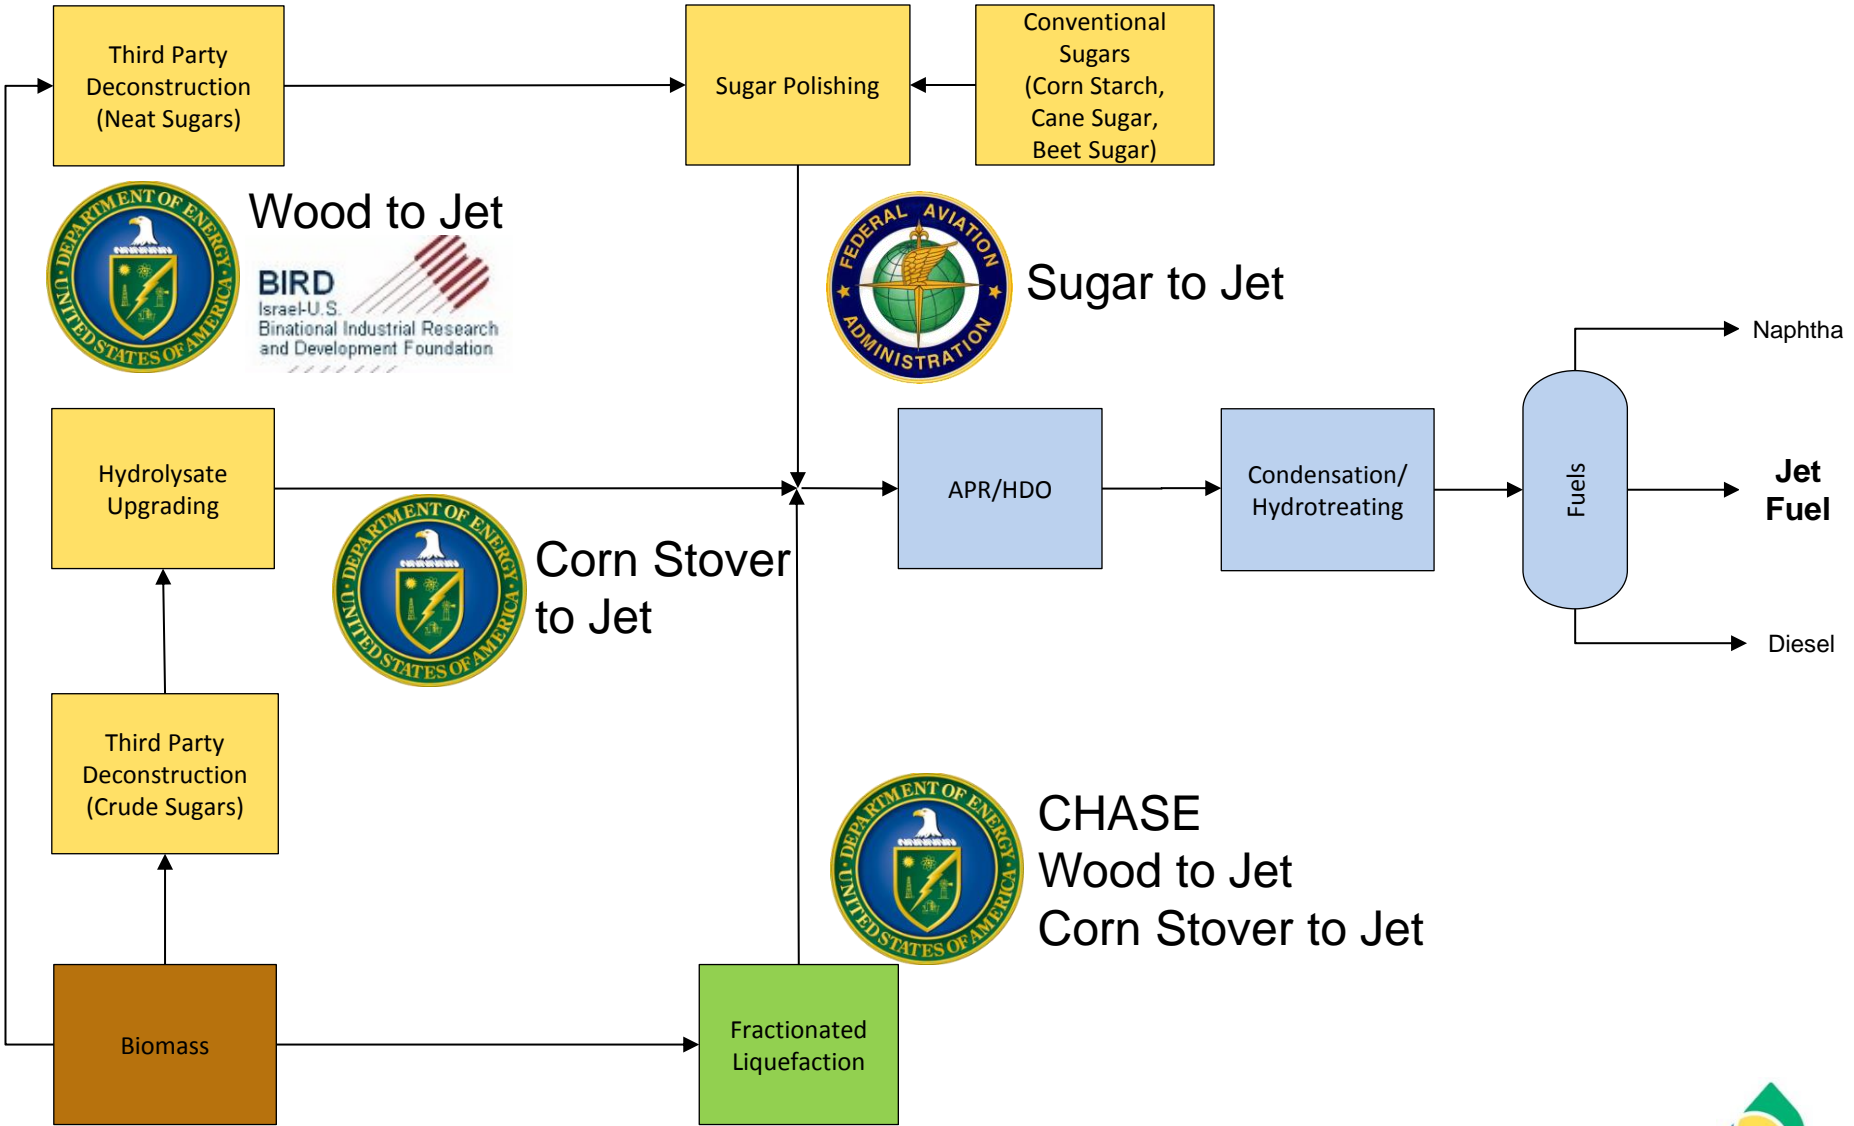 Third Party
Deconstruction
(Neat Sugars)
Sugar Polishing
Conventional
Sugars
(Corn Starch,
Cane Sugar,
Beet Sugar)
DEPARTMENT OF ENERGY
UNITED STATES OF AMERICA
Wood to Jet
BIRD
Israel-U.S.
Binational Industrial Research
and Development Foundation
FEDERAL AVIATION
ADMINISTRATION
Sugar to Jet
Naphtha
Hydrolysate
Upgrading
APR/HDO
Condensation/
Hydrotreating
Fuels
Jet
Fuel
DEPARTMENT OF ENERGY
UNITED STATES OF AMERICA
Corn Stover
to Jet
Diesel
Third Party
Deconstruction
(Crude Sugars)
DEPARTMENT OF ENERGY
UNITED STATES OF AMERICA
CHASE
Wood to Jet
Corn Stover to Jet
Biomass
Fractionated
Liquefaction